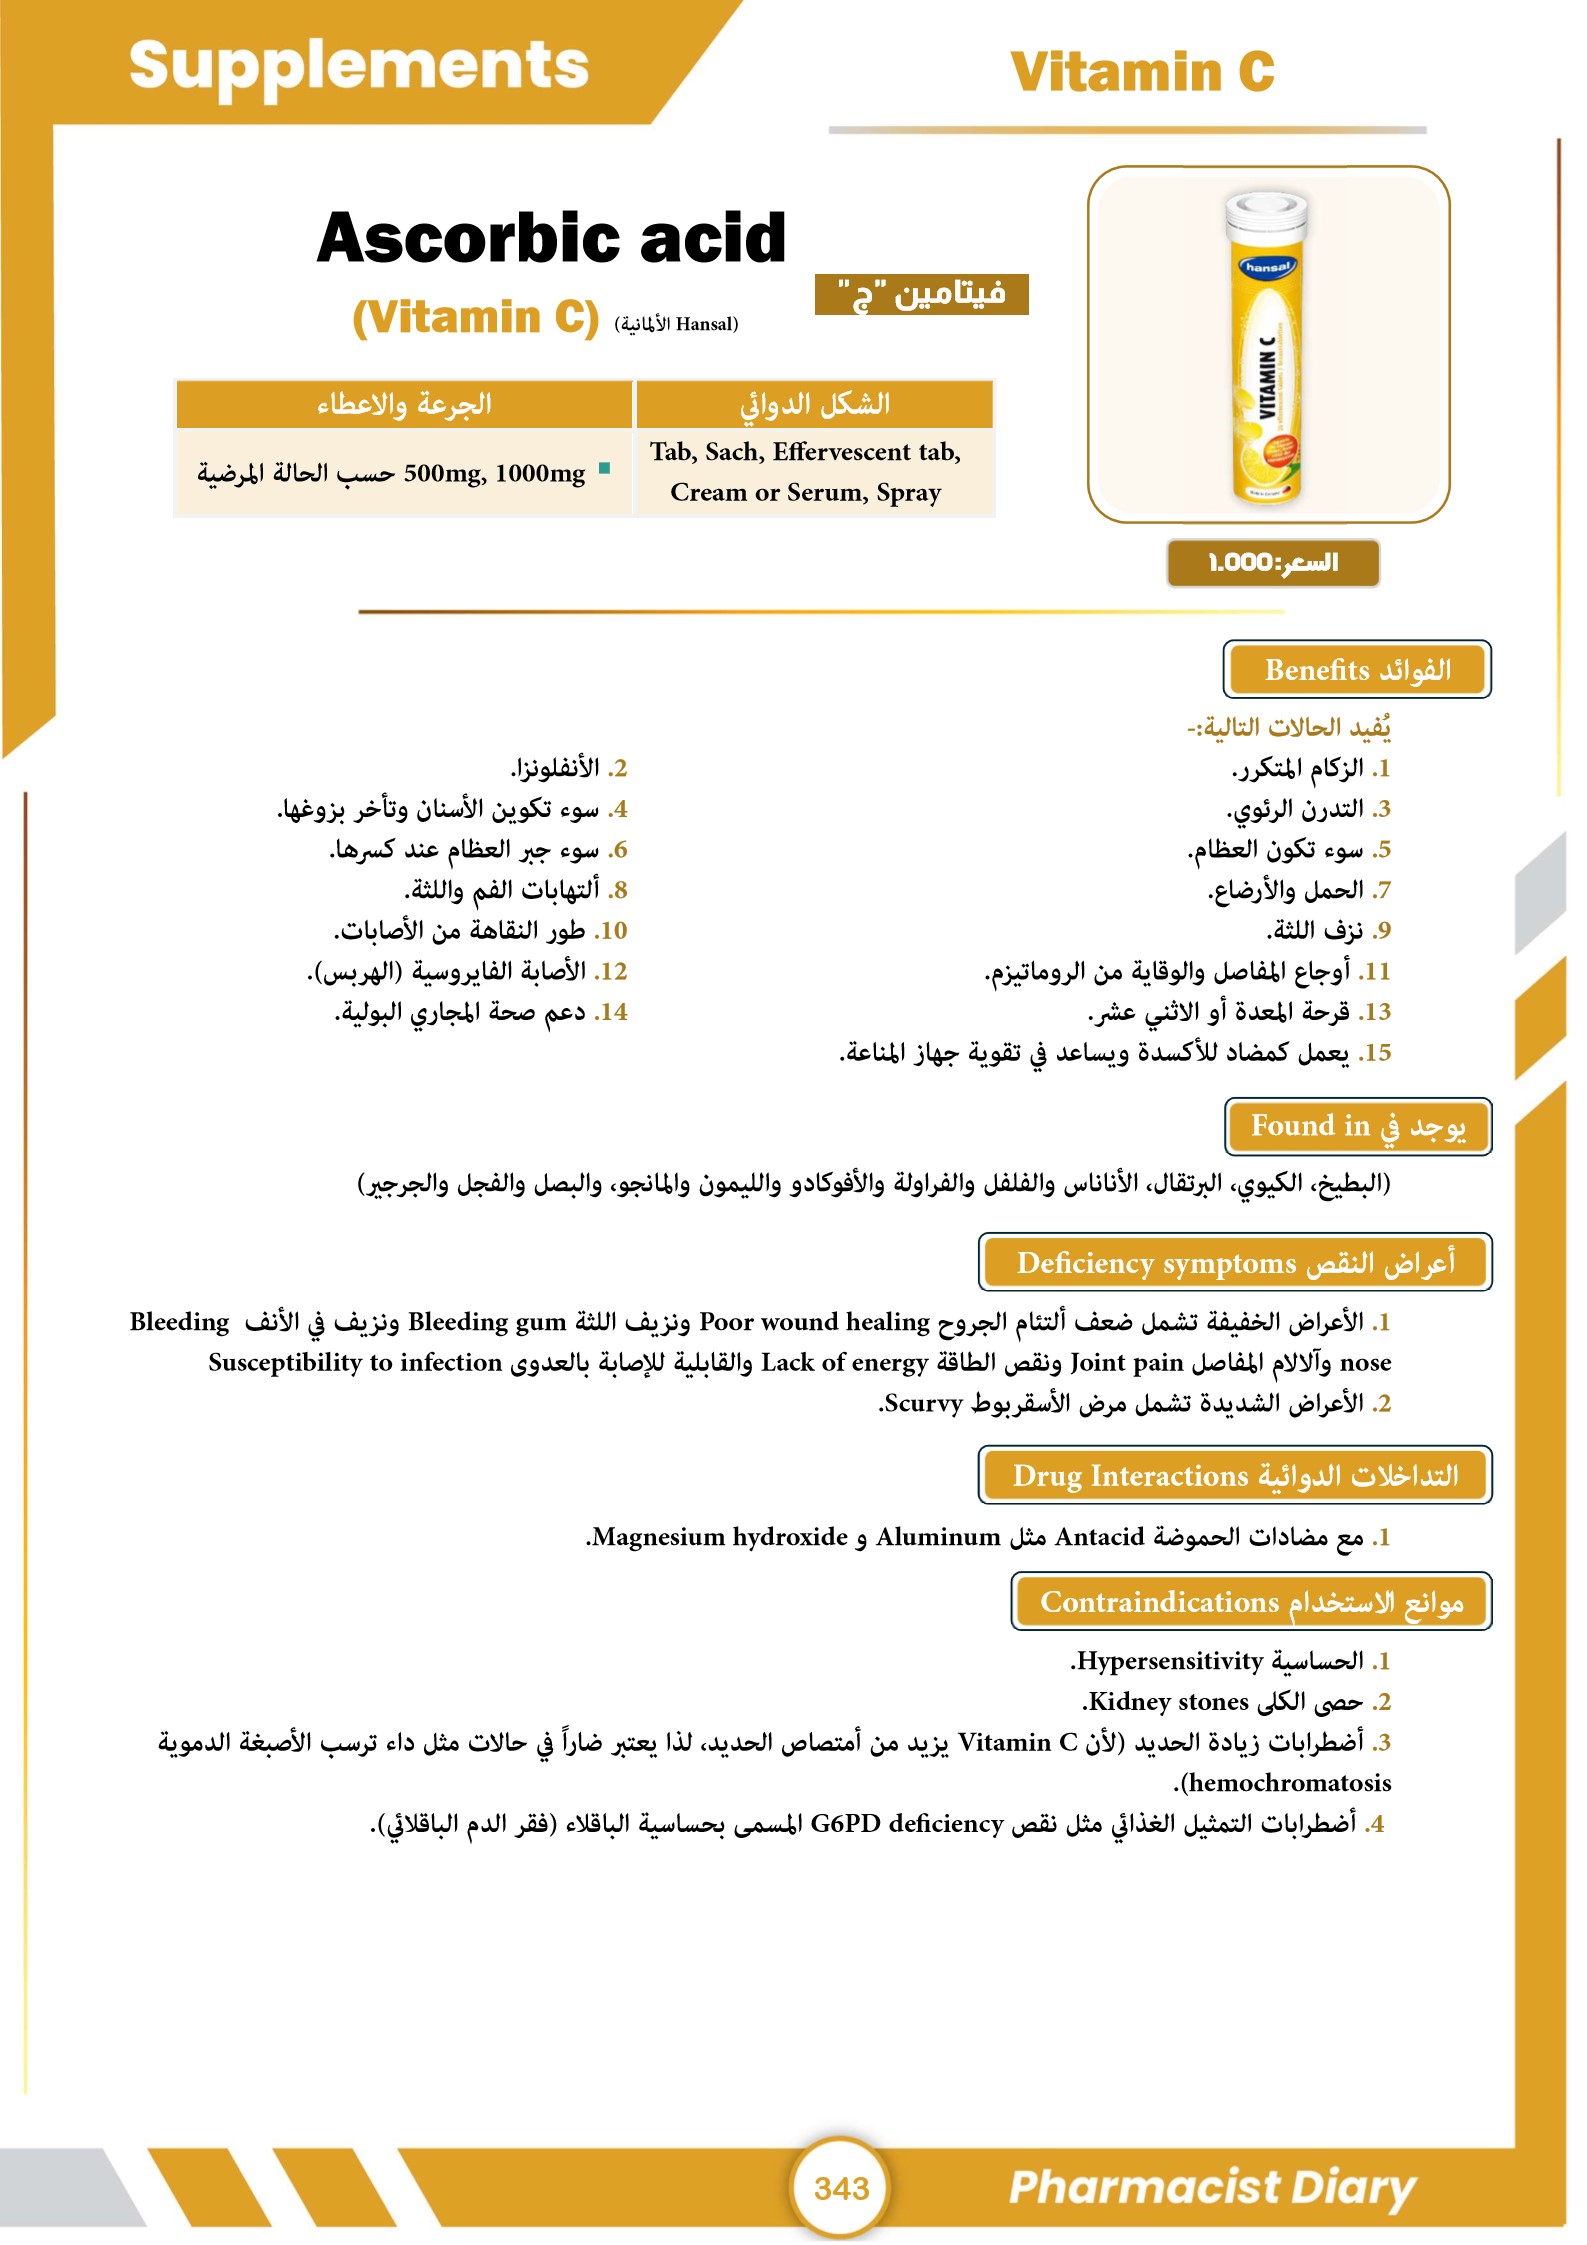 Supplements
Vitamin C
Ascorbic acid
فيتامين "ج"
(Vitamin C) (Hansal الألمانية)
hansal
VITAMIN C
الشكل الدوائي
الجرعة والاعطاء
Tab, Sach, Effervescent tab,
Cream or Serum, Spray
▪ 500mg, 1000mg حسب الحالة المرضية
السعر:1.000
الفوائد Benefits
يُفيد الحالات التالية:-
1. الزكام المتكرر.
2. الأنفلونزا.
3. التدرن الرئوي.
4. سوء تكوين الأسنان وتأخر بزوغها.
5. سوء تكون العظام.
6. سوء جبر العظام عند كسرها.
7. الحمل والأرضاع.
8. ألتهابات الفم واللثة.
9. نزف اللثة.
10. طور النقاهة من الأصابات.
11. أوجاع المفاصل والوقاية من الروماتيزم.
12. الأصابة الفايروسية (الهربس).
13. قرحة المعدة أو الاثني عشر.
14. دعم صحة المجاري البولية.
15. يعمل كمضاد للأكسدة ويساعد في تقوية جهاز المناعة.
يوجد في Found in
(البطيخ، الكيوي، البرتقال، الأناناس والفلفل والفراولة والأفوكادو والليمون والمانجو، والبصل والفجل والجرجير)
أعراض النقص Deficiency symptoms
1. الأعراض الخفيفة تشمل ضعف ألتئام الجروح Poor wound healing ونزيف اللثة Bleeding gum ونزيف في الأنف Bleeding
nose وآلالام المفاصل Joint pain ونقص الطاقة Lack of energy والقابلية للإصابة بالعدوى Susceptibility to infection
2. الأعراض الشديدة تشمل مرض الأسقربوط Scurvy.
التداخلات الدوائية Drug Interactions
1. مع مضادات الحموضة Antacid مثل Aluminum و Magnesium hydroxide.
موانع الاستخدام Contraindications
1. الحساسية Hypersensitivity.
2. حصى الكلى Kidney stones.
3. أضطرابات زيادة الحديد (لأن Vitamin C يزيد من أمتصاص الحديد، لذا يعتبر ضاراً في حالات مثل داء ترسب الأصبغة الدموية
hemochromatosis).
4. أضطرابات التمثيل الغذائي مثل نقص G6PD deficiency المسمى بحساسية الباقلاء (فقر الدم الباقلائي).
343
Pharmacist Diary